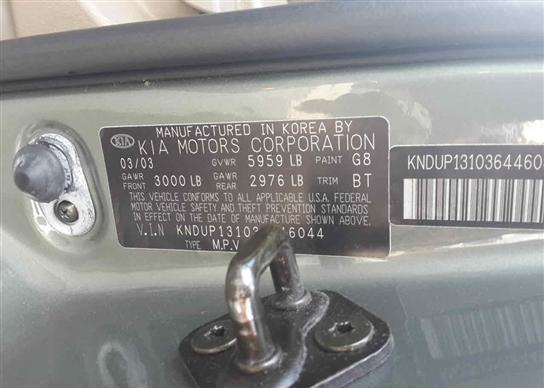 MANUFACTURED IN KOREA BY
KIA
KIA MOTORS CORPORATION
03/03 GVWR 5959 LB PAINT G8
GAWR FRONT 3000 LB GAWR REAR 2976 LB TRIM BT
THIS VEHICLE CONFORMS TO ALL APPLICABLE U.S.A. FEDERAL
MOTOR VEHICLE SAFETY AND THEFT PREVENTION STANDARDS
IN EFFECT ON THE DATE OF MANUFACTURE SHOWN ABOVE.
V.I.N KNDUP1310 6044
TYPE M.P.V
KNDUP1310364460